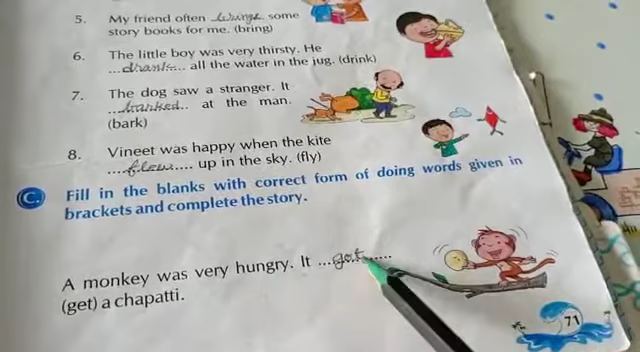 5. My friend often brings some
story books for me. (bring)
6. The little boy was very thirsty. He
...drank... all the water in the jug. (drink)
7. The dog saw a stranger. It
...barked.. at the man.
(bark)
8. Vineet was happy when the kite
....flew.... up in the sky. (fly)
C. Fill in the blanks with correct form of doing words given in
brackets and complete the story.
A monkey was very hungry. It ...got......
(get) a chapatti.
71